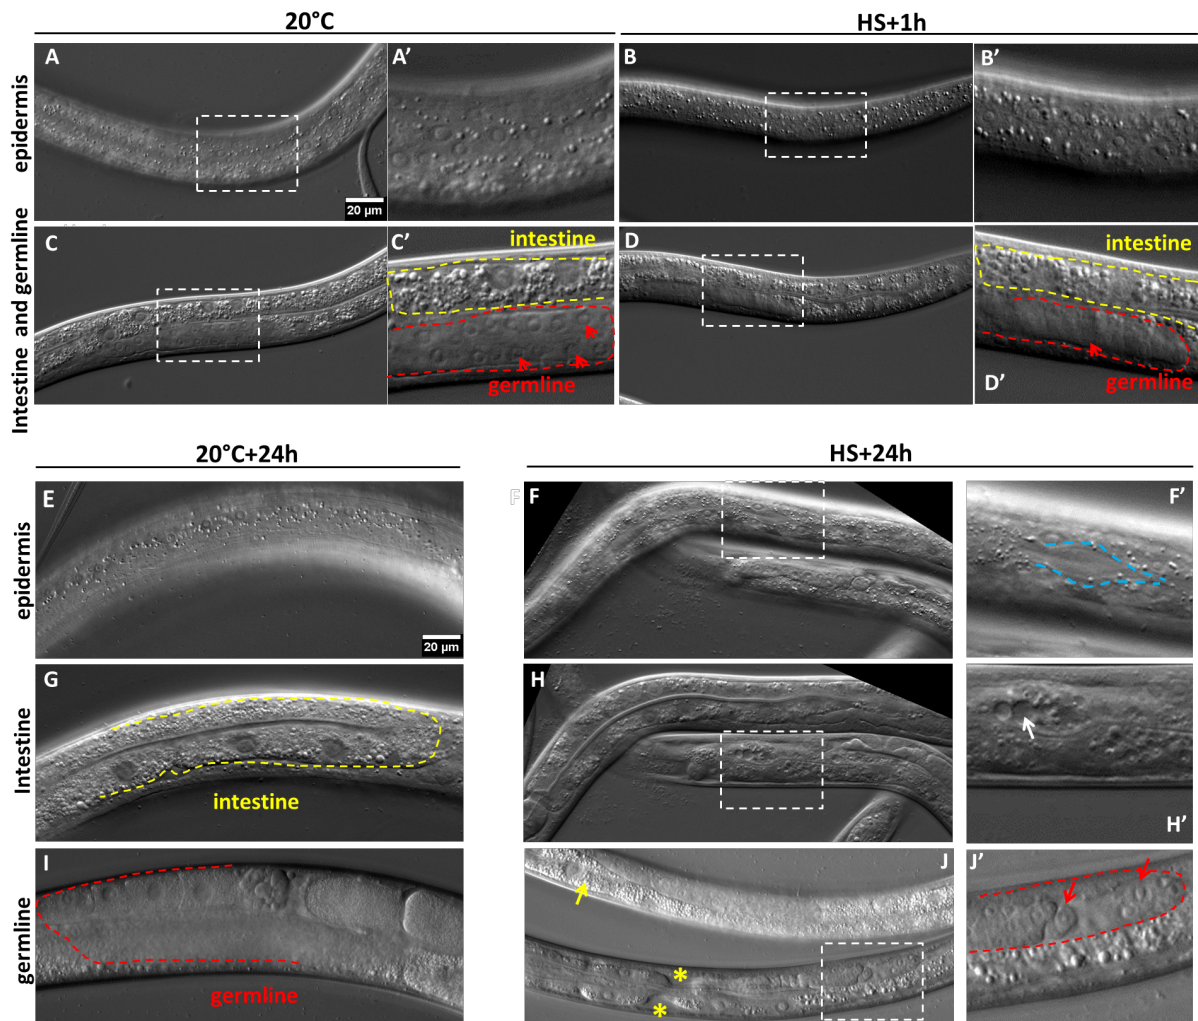 20°C
HS+1h
epidermis
A
A’
B
B’
20 µm
Intestine and germline
C
C’
intestine
germline
D
intestine
D’
germline
20°C+24h
HS+24h
epidermis
E
20 µm
F
F
F’
Intestine
G
intestine
H
H’
germline
I
germline
J
*
*
J’